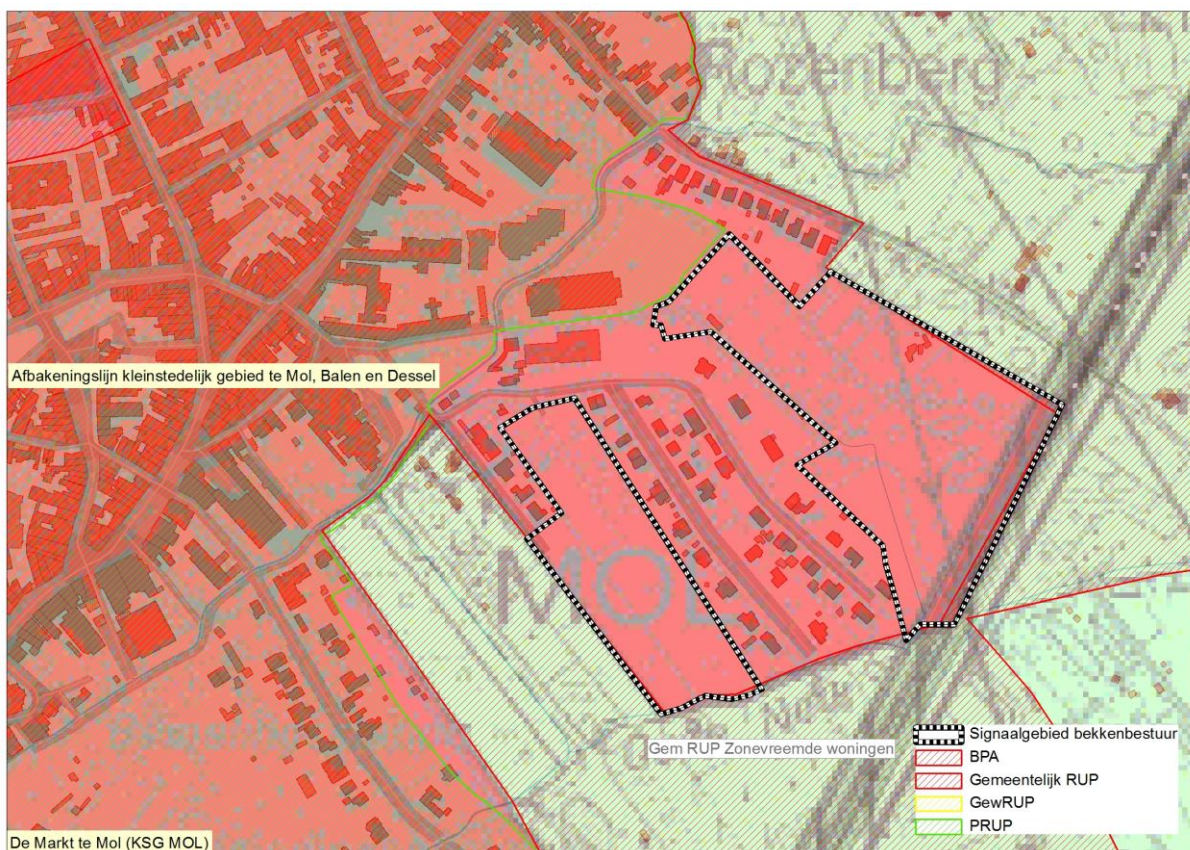 Rozenberg
Afbakeningslijn kleinstedelijk gebied te Mol, Balen en Dessel
MOL
Gem RUP Zonevreemde woningen
Signaalgebied bekkenbestuur
BPA
Gemeentelijk RUP
GewRUP
PRUP
De Markt te Mol (KSG MOL)